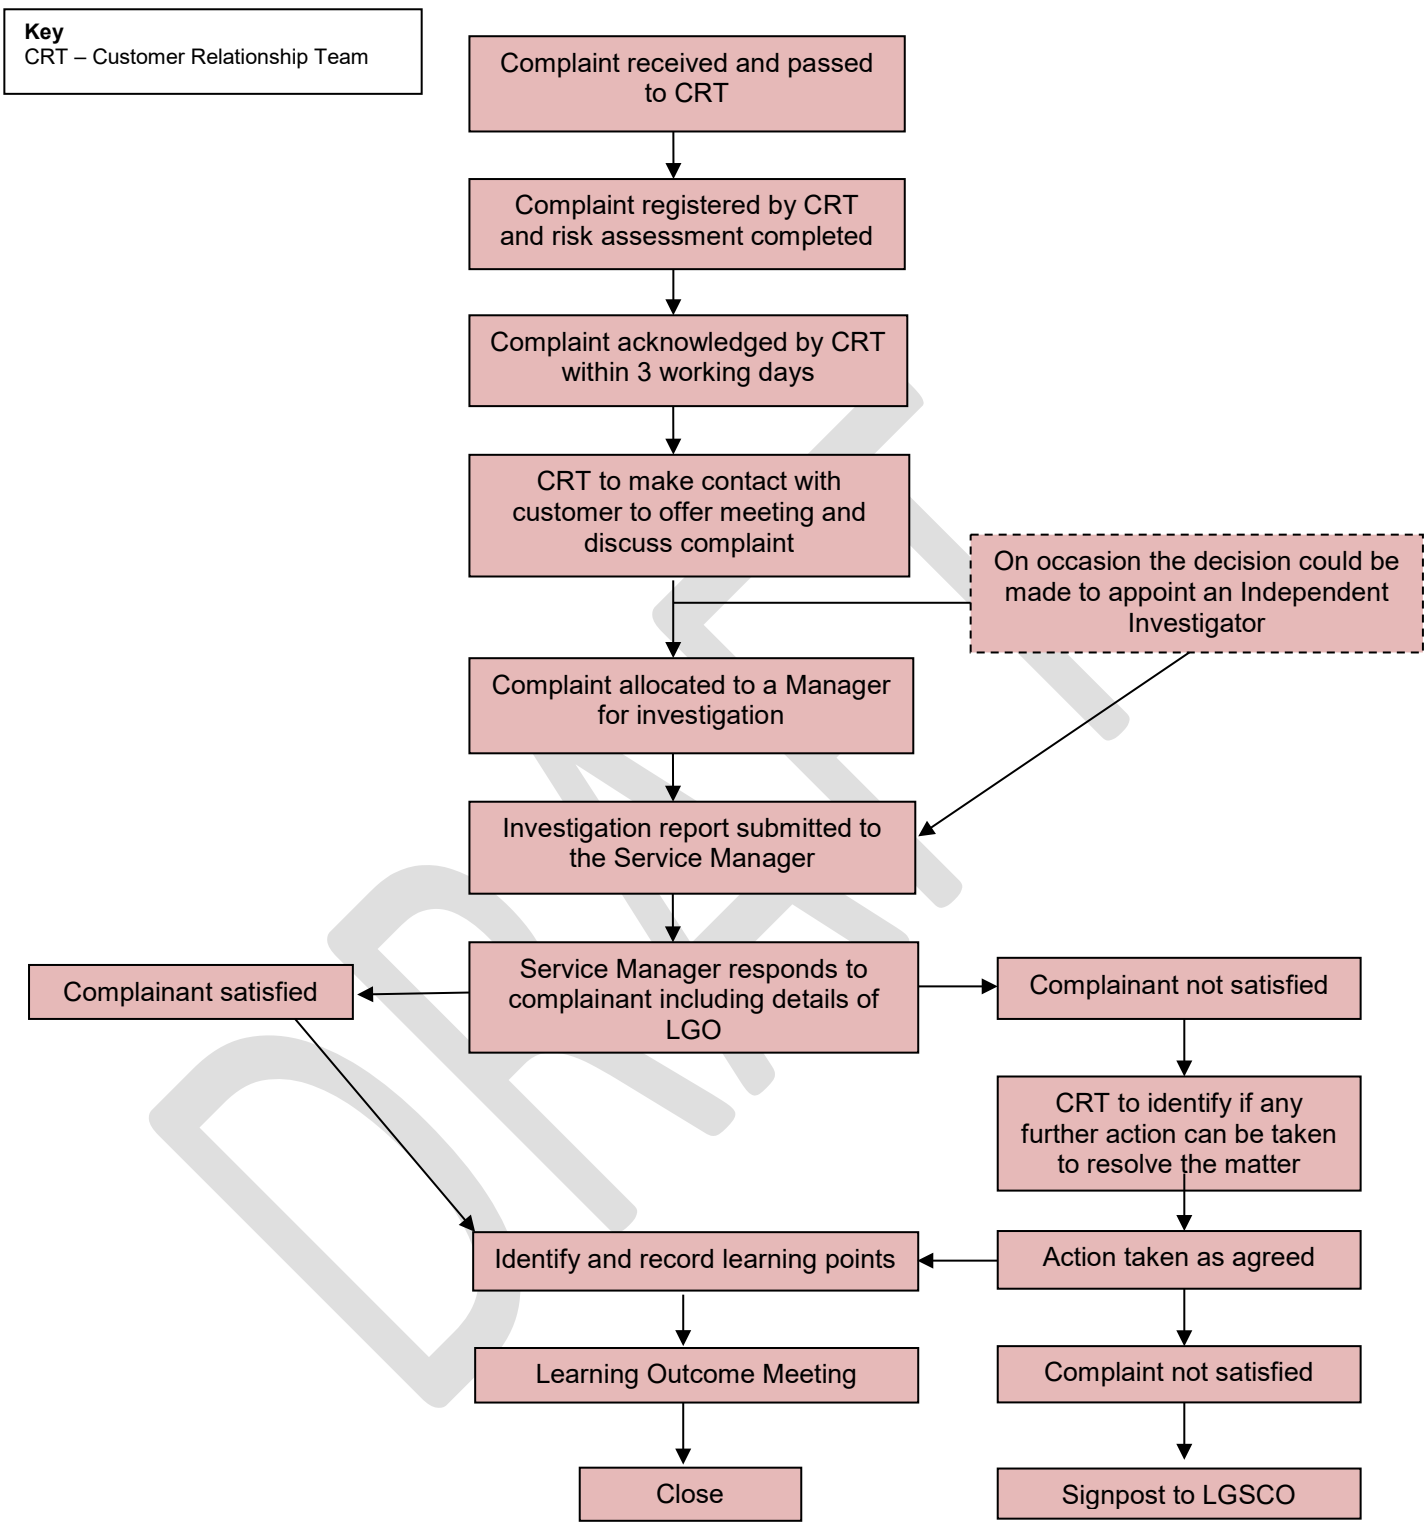 Key
CRT – Customer Relationship Team
Complaint received and passed
to CRT
Complaint registered by CRT
and risk assessment completed
Complaint acknowledged by CRT
within 3 working days
CRT to make contact with
customer to offer meeting and
discuss complaint
On occasion the decision could be
made to appoint an Independent
Investigator
Complaint allocated to a Manager
for investigation
Investigation report submitted to
the Service Manager
Service Manager responds to
complainant including details of
LGO
Complainant satisfied
Complainant not satisfied
CRT to identify if any
further action can be taken
to resolve the matter
Identify and record learning points
Action taken as agreed
Learning Outcome Meeting
Complaint not satisfied
Close
Signpost to LGSCO
DRAFT